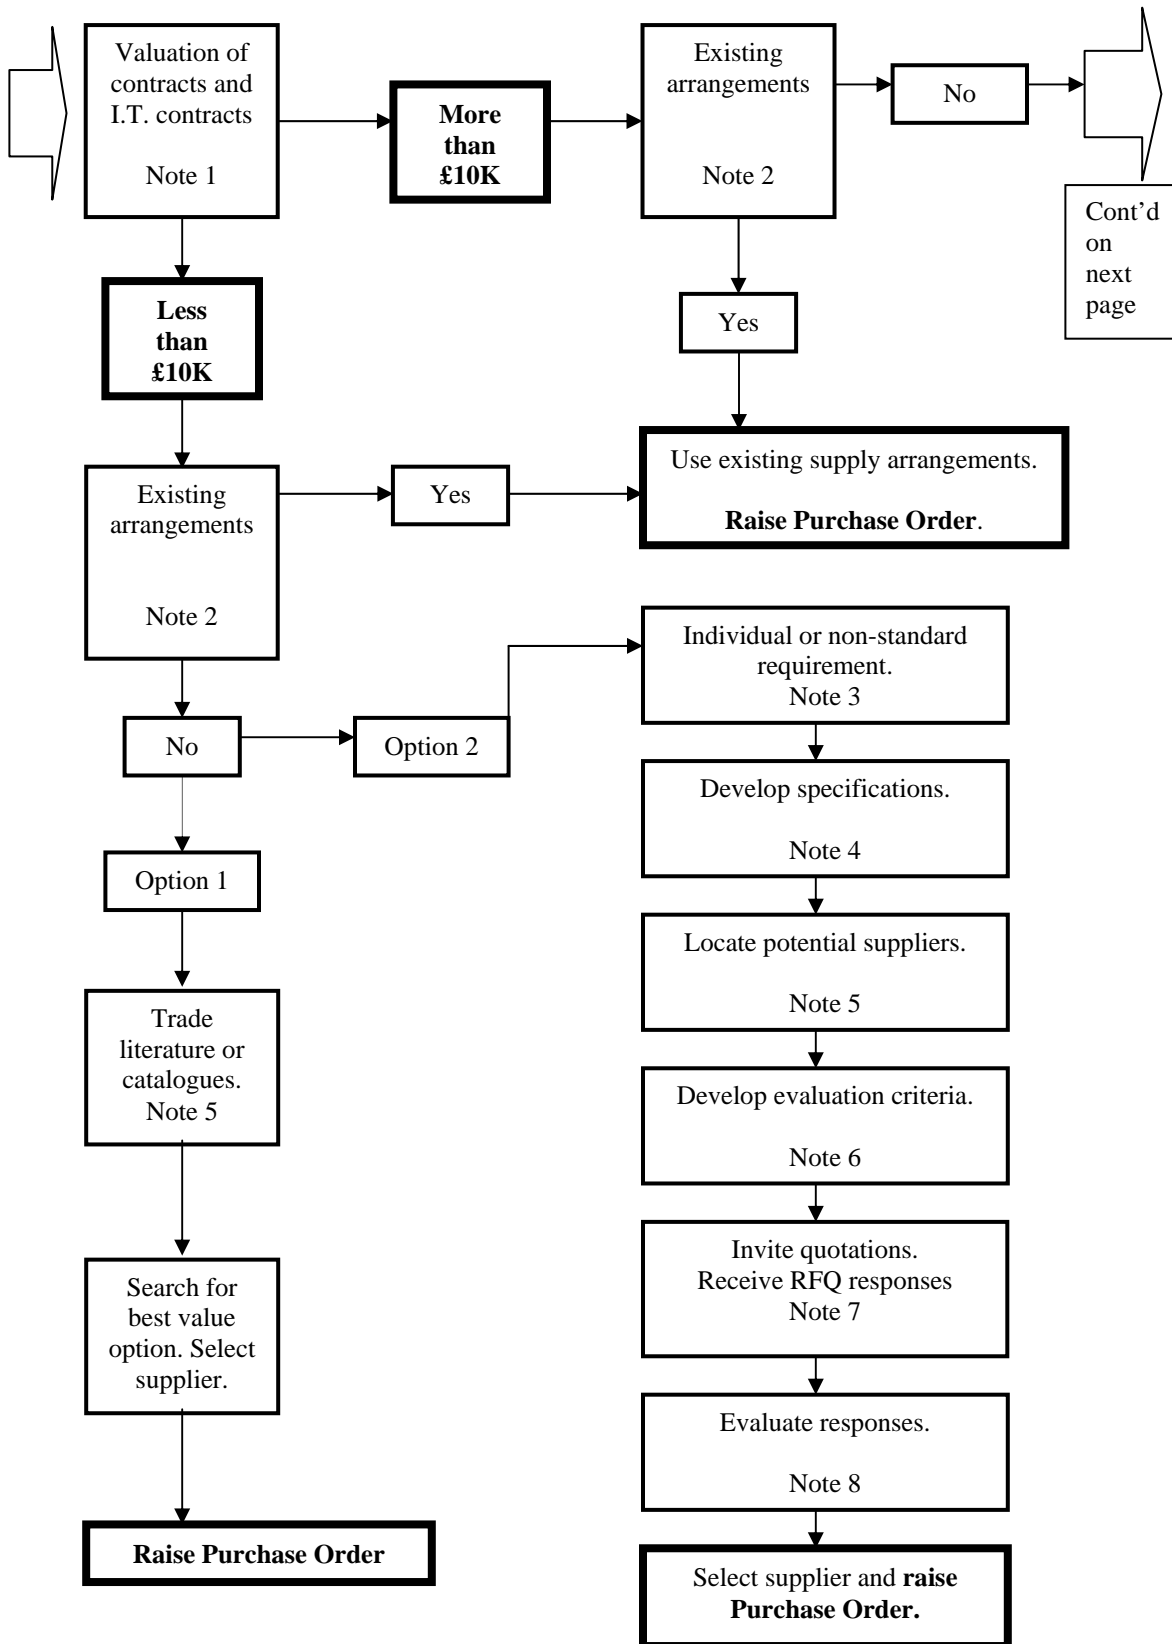 Valuation of
contracts and
I.T. contracts
Note 1
More
than
£10K
Existing
arrangements
Note 2
No
Cont’d
on
next
page
Less
than
£10K
Yes
Existing
arrangements
Note 2
Yes
Use existing supply arrangements.
Raise Purchase Order.
No
Option 2
Individual or non-standard
requirement.
Note 3
Develop specifications.
Note 4
Option 1
Locate potential suppliers.
Note 5
Trade
literature or
catalogues.
Note 5
Develop evaluation criteria.
Note 6
Invite quotations.
Receive RFQ responses
Note 7
Search for
best value
option. Select
supplier.
Evaluate responses.
Note 8
Raise Purchase Order
Select supplier and raise
Purchase Order.